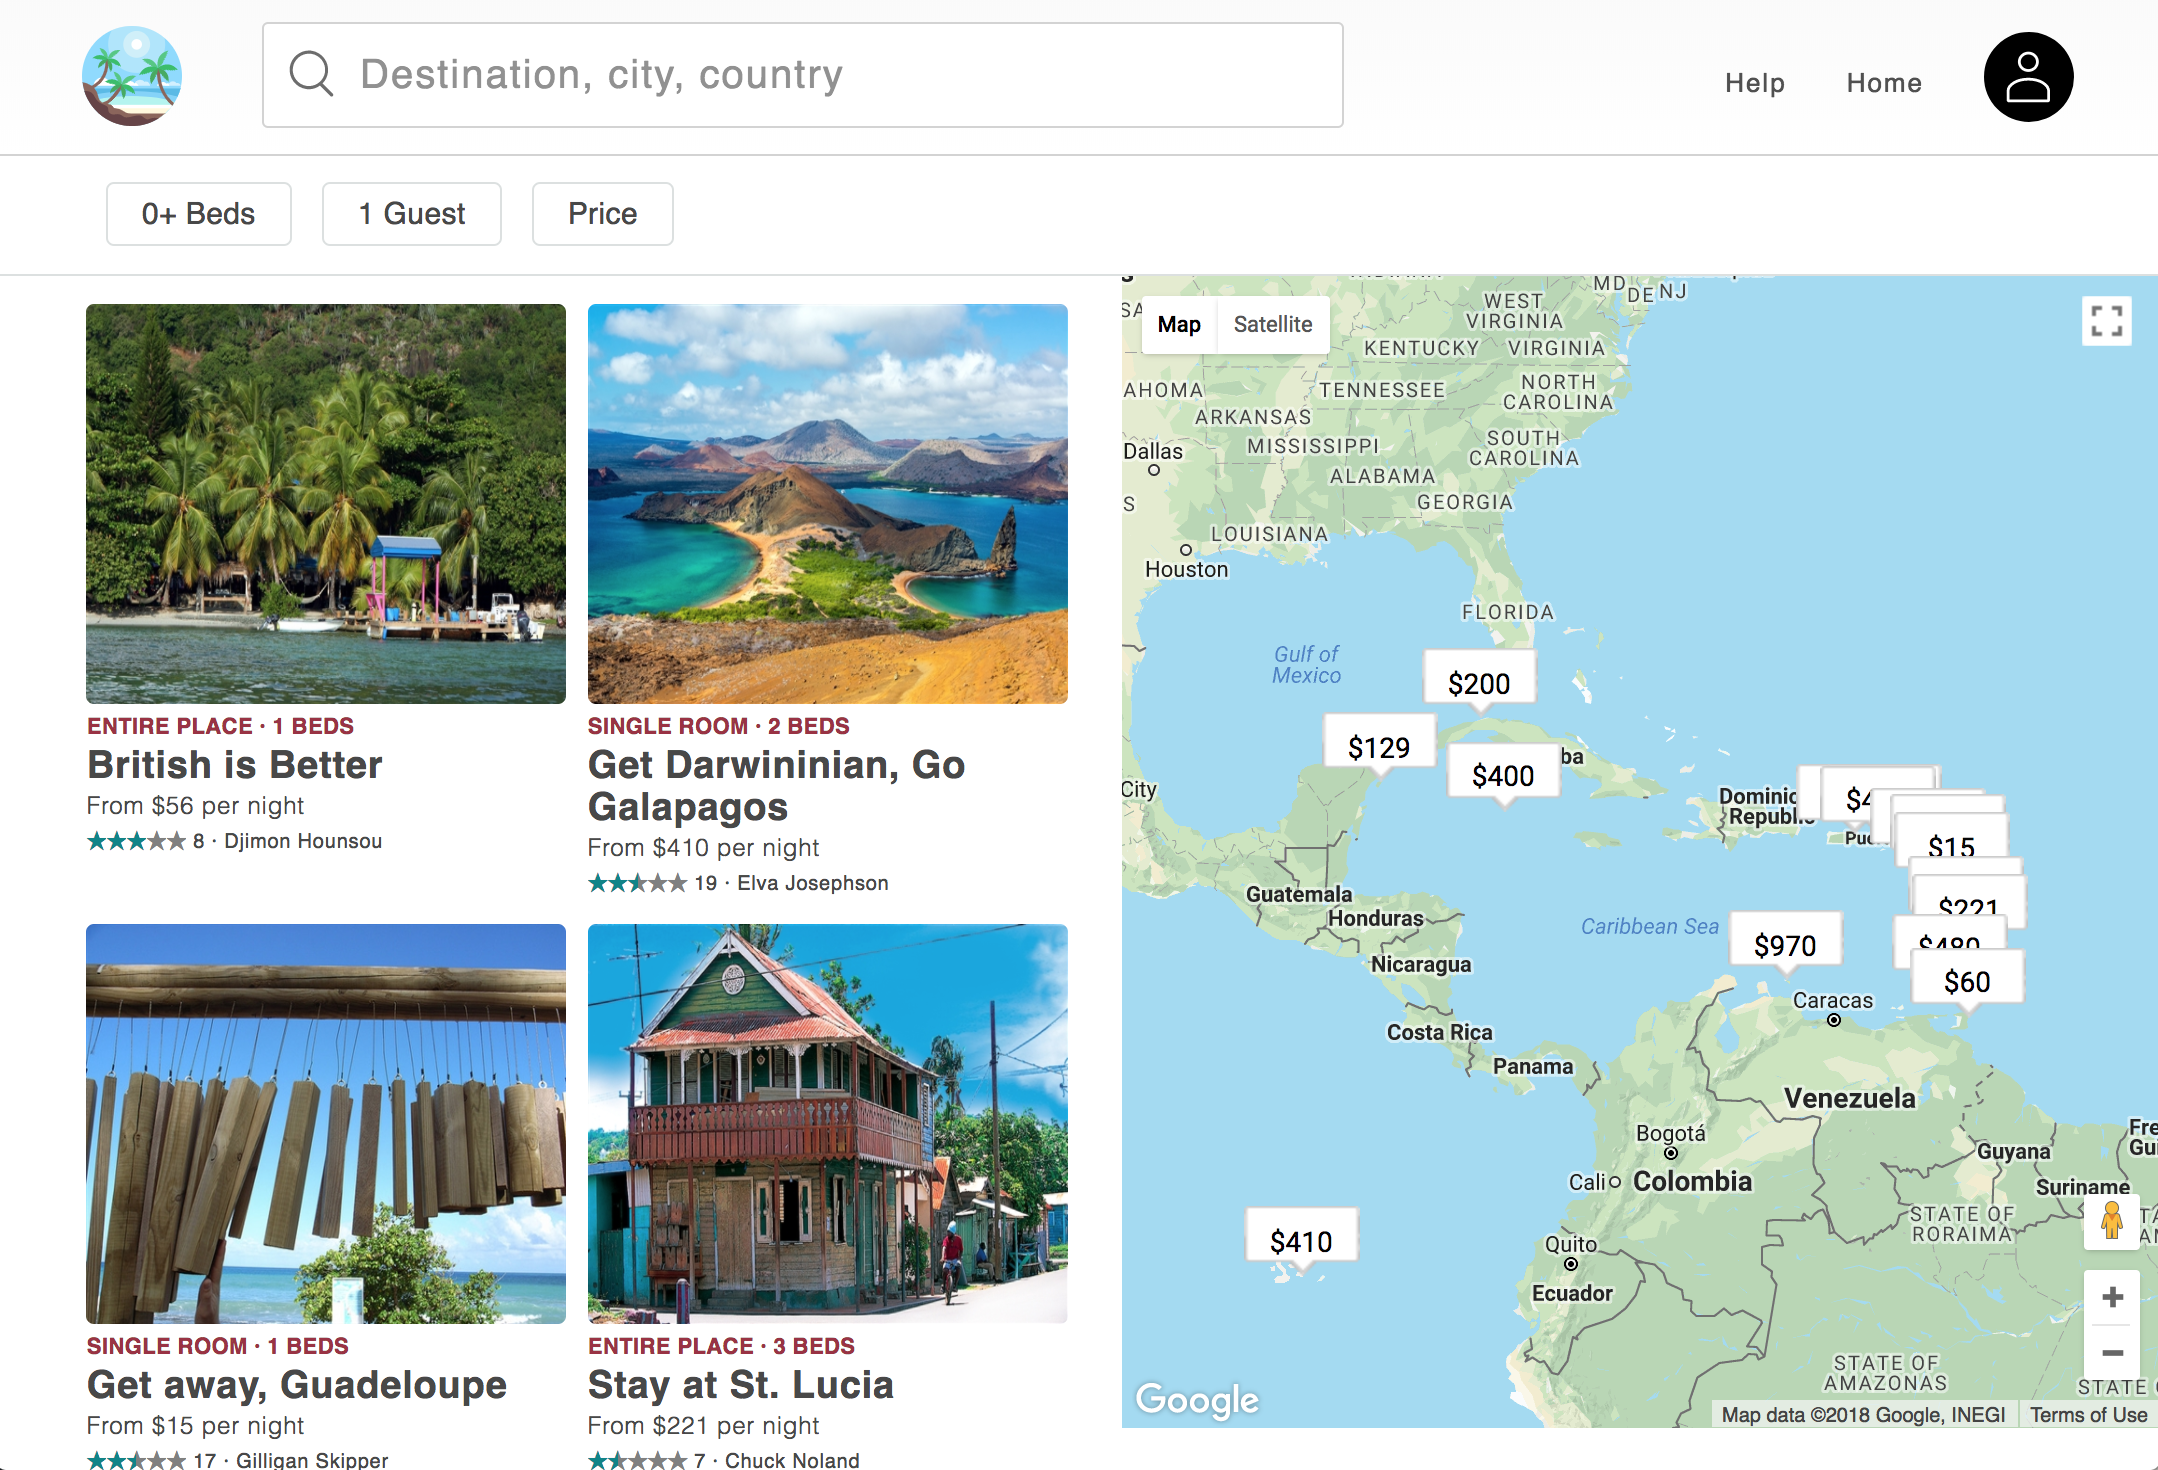 Destination, city, country
Help
Home
0+ Beds
1 Guest
Price
ENTIRE PLACE · 1 BEDS
British is Better
From $56 per night
8 · Djimon Hounsou
SINGLE ROOM · 2 BEDS
Get Darwininian, Go
Galapagos
From $410 per night
19 · Elva Josephson
SINGLE ROOM · 1 BEDS
Get away, Guadeloupe
From $15 per night
17 · Gilligan Skipper
ENTIRE PLACE · 3 BEDS
Stay at St. Lucia
From $221 per night
7 · Chuck Noland
Map
Satellite
MD
DE
NJ
WEST
VIRGINIA
KENTUCKY
VIRGINIA
AHOMA
TENNESSEE
NORTH
CAROLINA
ARKANSAS
MISSISSIPPI
SOUTH
CAROLINA
Dallas
ALABAMA
GEORGIA
S
LOUISIANA
Houston
FLORIDA
Gulf of
Mexico
$200
$129
$400
ba
City
Dominic
Republic
$4
Pue
$15
Guatemala
Honduras
$221
Caribbean Sea
$970
$480
Nicaragua
$60
Caracas
Costa Rica
Panama
Venezuela
Bogotá
Fre
Gui
Guyana
Cali
Colombia
Suriname
STATE OF
RORAIMA
$410
Quito
Ecuador
STATE OF
AMAZONAS
STATE
Google
Map data ©2018 Google, INEGI
Terms of Use